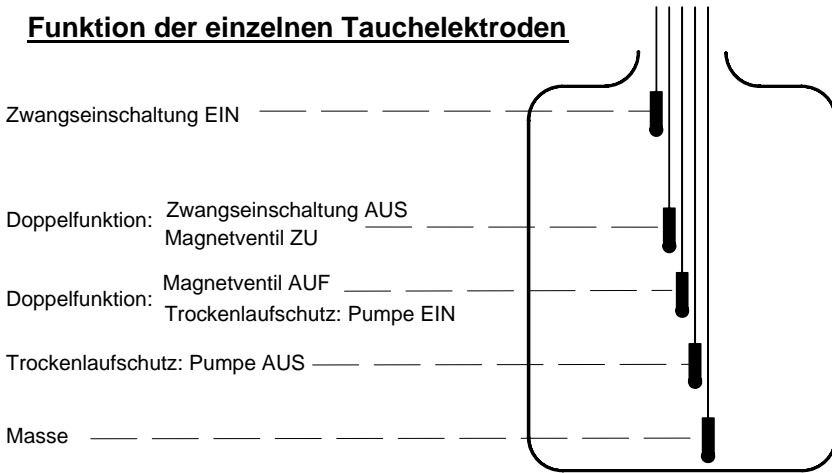 Funktion der einzelnen Tauchelektroden
Zwangseinschaltung EIN
Doppelfunktion: Zwangseinschaltung AUS
Magnetventil ZU
Doppelfunktion: Magnetventil AUF
Trockenlaufschutz: Pumpe EIN
Trockenlaufschutz: Pumpe AUS
Masse